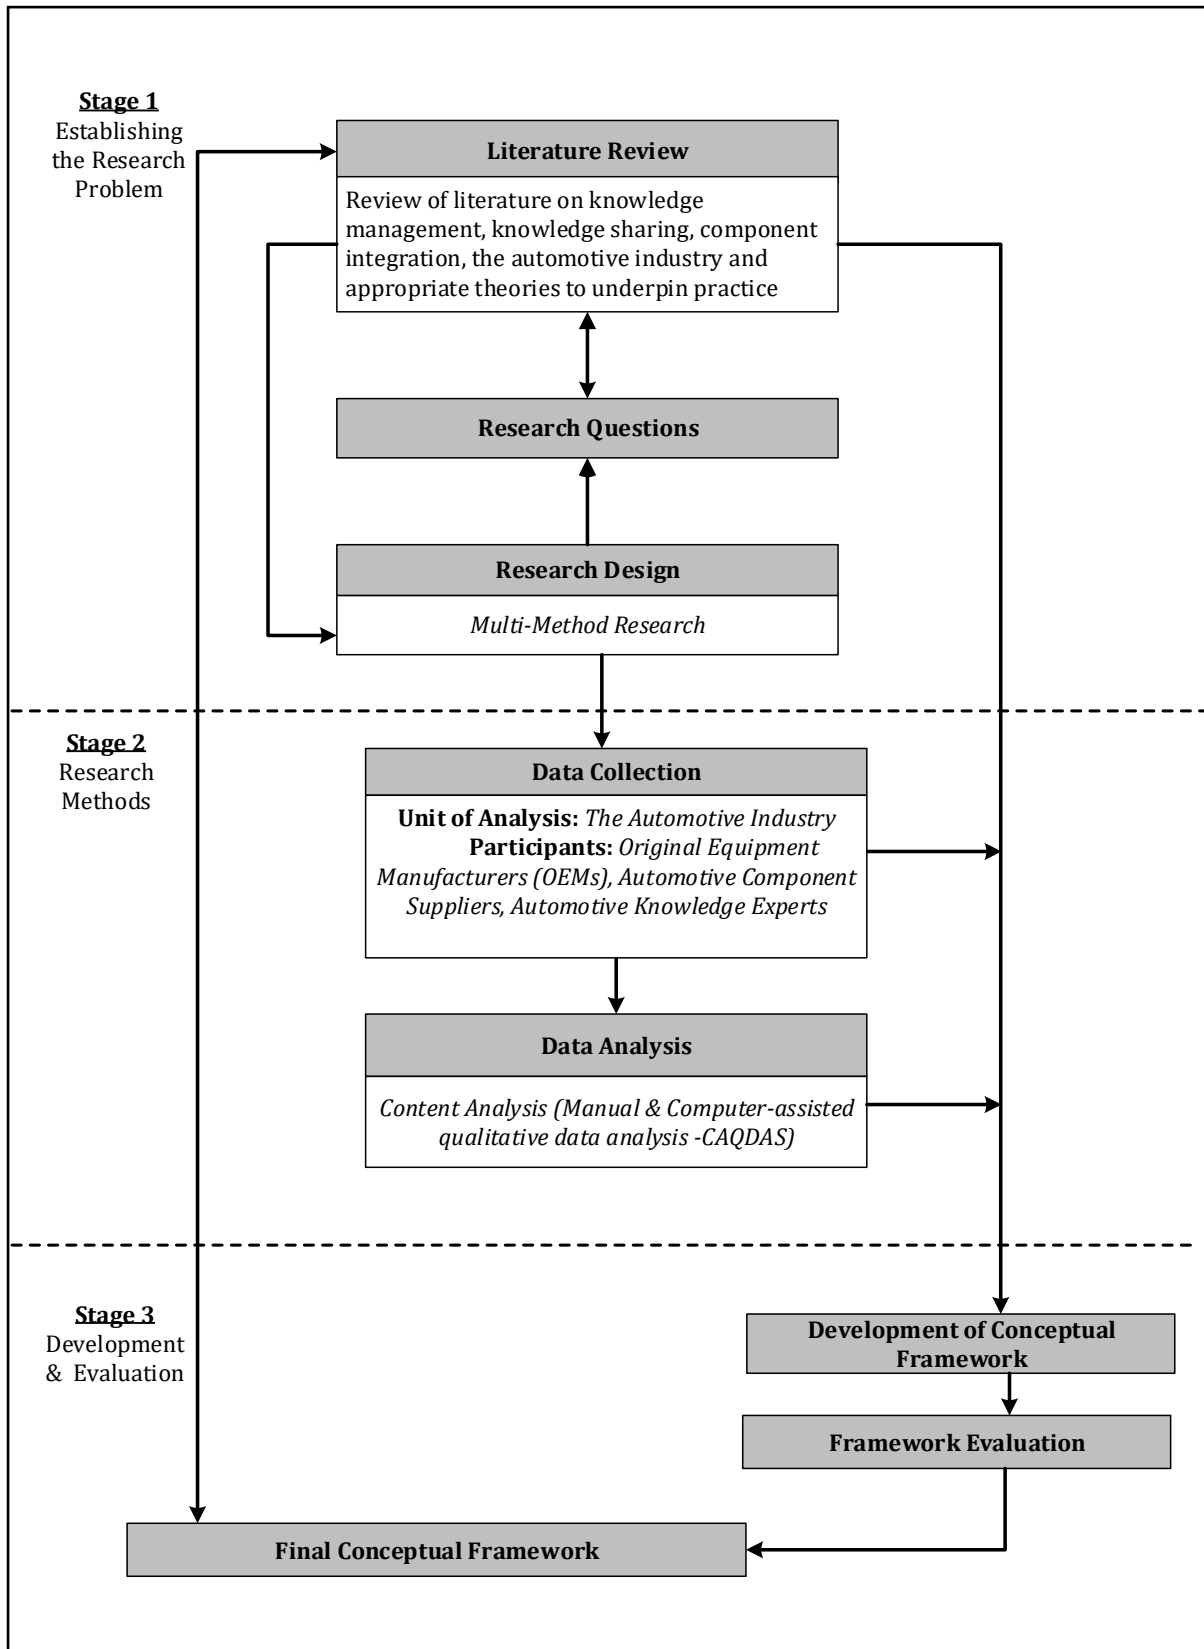 Stage 1
Establishing
the Research
Problem
Literature Review
Review of literature on knowledge
management, knowledge sharing, component
integration, the automotive industry and
appropriate theories to underpin practice
Research Questions
Research Design
Multi-Method Research
Stage 2
Research
Methods
Data Collection
Unit of Analysis: The Automotive Industry
Participants: Original Equipment
Manufacturers (OEMs), Automotive Component
Suppliers, Automotive Knowledge Experts
Data Analysis
Content Analysis (Manual & Computer-assisted
qualitative data analysis -CAQDAS)
Stage 3
Development
& Evaluation
Development of Conceptual
Framework
Framework Evaluation
Final Conceptual Framework